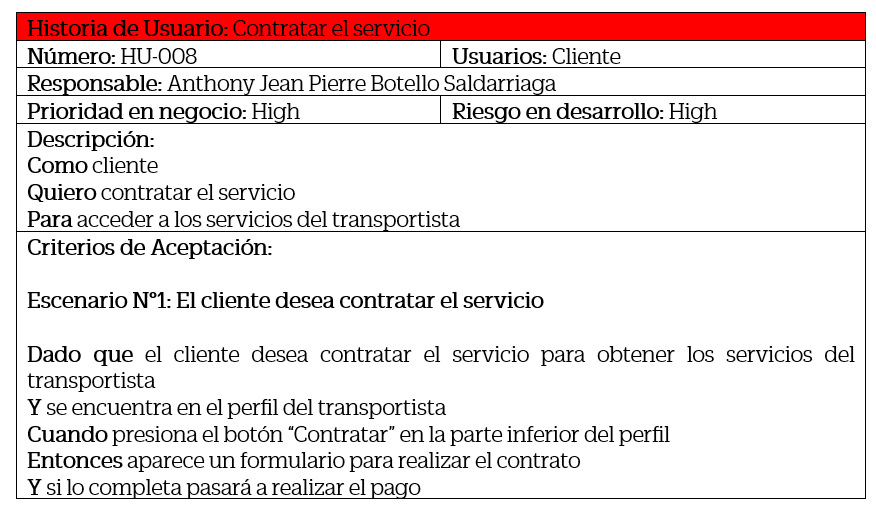 Historia de Usuario: Contratar el servicio
Número: HU-008 Usuarios: Cliente
Responsable: Anthony Jean Pierre Botello Saldarriaga
Prioridad en negocio: High Riesgo en desarrollo: High
Descripción:
Como cliente
Quiero contratar el servicio
Para acceder a los servicios del transportista
Criterios de Aceptación:
Escenario N°1: El cliente desea contratar el servicio
Dado que el cliente desea contratar el servicio para obtener los servicios del
transportista
Y se encuentra en el perfil del transportista
Cuando presiona el botón “Contratar” en la parte inferior del perfil
Entonces aparece un formulario para realizar el contrato
Y si lo completa pasará a realizar el pago